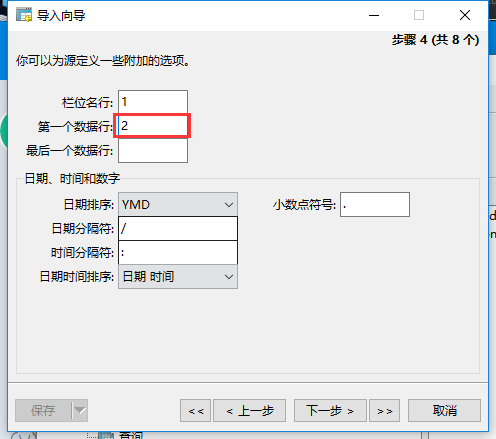 导入向导
步骤 4 (共 8 个)
你可以为源定义一些附加的选项。
栏位名行: 1
第一个数据行: 2
最后一个数据行:
日期、时间和数字
日期排序: YMD 小数点符号: .
日期分隔符: /
时间分隔符: :
日期时间排序: 日期 时间
保存 << < 上一步 下一步 > >> 取消
查询